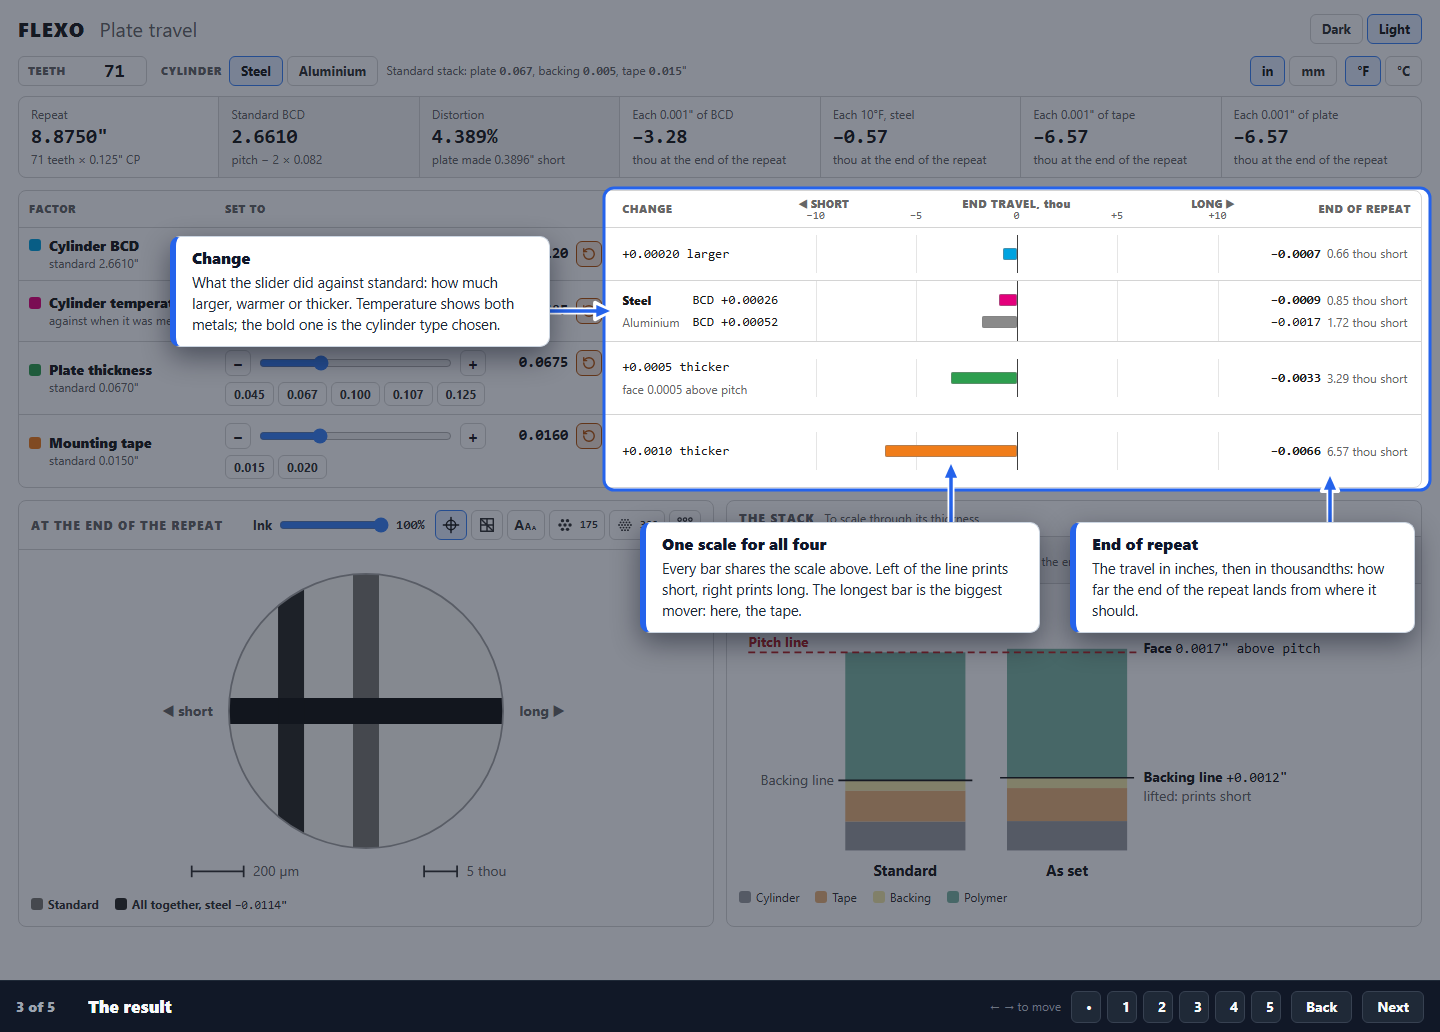 FLEXO Plate travel
Dark Light
TEETH 71 CYLINDER Steel Aluminium Standard stack: plate 0.067, backing 0.005, tape 0.015"
in mm °F °C
Repeat
8.8750"
71 teeth × 0.125" CP
Standard BCD
2.6610
pitch − 2 × 0.082
Distortion
4.389%
plate made 0.3896" short
Each 0.001" of BCD
−3.28
thou at the end of the repeat
Each 10°F, steel
−0.57
thou at the end of the repeat
Each 0.001" of tape
−6.57
thou at the end of the repeat
Each 0.001" of plate
−6.57
thou at the end of the repeat
FACTOR SET TO
CHANGE ◀ SHORT END TRAVEL, thou LONG ▶ END OF REPEAT
−10 −5 0 +5 +10
Cylinder BCD
standard 2.6610"
+0.00020 larger −0.0007 0.66 thou short
Cylinder
against when it was
Steel BCD +0.00026 −0.0009 0.85 thou short
Aluminium BCD +0.00052 −0.0017 1.72 thou short
Change
What the slider did against standard: how much
larger, warmer or thicker. Temperature shows both
metals; the bold one is the cylinder type chosen.
Plate thickness
standard 0.0670"
− + 0.0675
0.045 0.067 0.100 0.107 0.125
+0.0005 thicker
face 0.0005 above pitch
−0.0033 3.29 thou short
Mounting tape
standard 0.0150"
− + 0.0160
0.015 0.020
+0.0010 thicker −0.0066 6.57 thou short
AT THE END OF THE REPEAT Ink 100% AAA 175
◀ short long ▶
200 µm 5 thou
Standard All together, steel −0.0114"
THE STACK To scale through its thickness
One scale for all four
Every bar shares the scale above. Left of the line prints
short, right prints long. The longest bar is the biggest
mover: here, the tape.
the
End of repeat
The travel in inches, then in thousandths: how
far the end of the repeat lands from where it
should.
Pitch line
Face 0.0017" above pitch
Backing line
Backing line +0.0012"
lifted: prints short
Standard As set
Cylinder Tape Backing Polymer
3 of 5 The result ← → to move • 1 2 3 4 5 Back Next